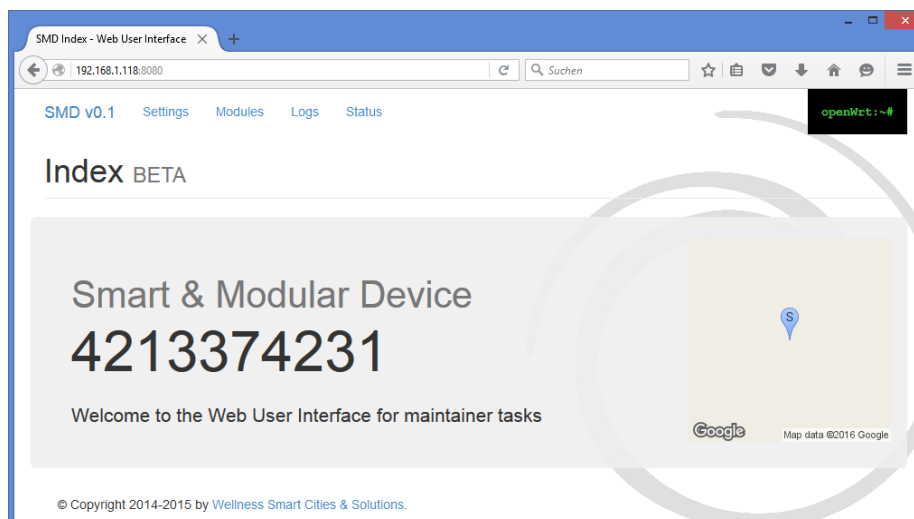 SMD Index - Web User Interface
192.168.1.118:8080
Suchen
SMD v0.1 Settings Modules Logs Status
openWrt:~#
Index BETA
Smart & Modular Device
4213374231
Welcome to the Web User Interface for maintainer tasks
S
Google
Map data ©2016 Google
© Copyright 2014-2015 by Wellness Smart Cities & Solutions.